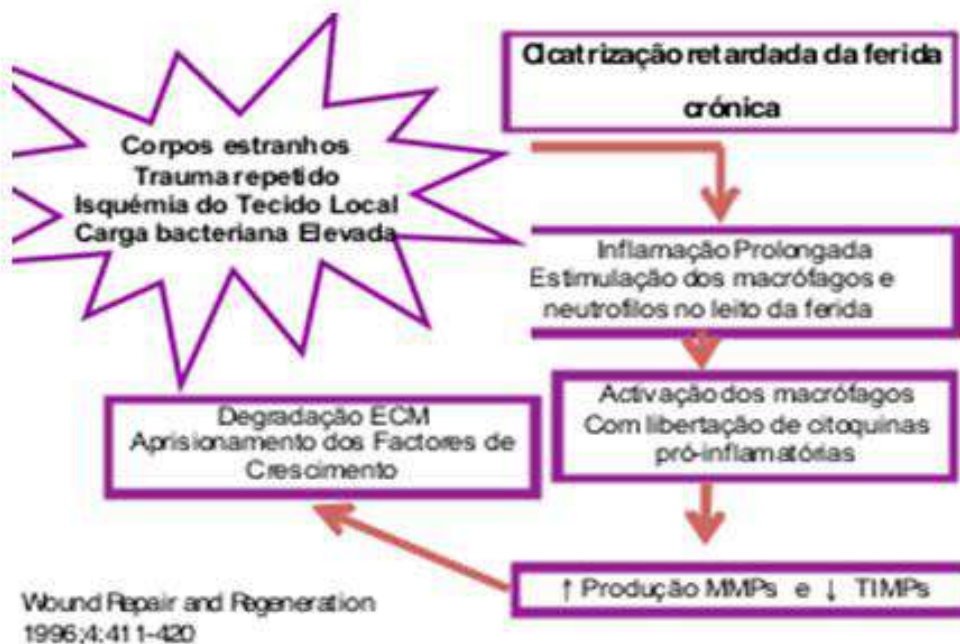 Cicatrização retardada da ferida
crónica
Corpos estranhos
Trauma repetido
Isquémia do Tecido Local
Carga bacteriana Elevada
Inflamação Prolongada
Estimulação dos macrófagos e
neutrofilos no leito da ferida
Activação dos macrófagos
Com libertação de citoquinas
pró-inflamatórias
↑ Produção MMPs e ↓ TIMPs
Degradação ECM
Aprisionamento dos Factores de
Crescimento
Wound Repair and Regeneration
1996;4:411-420